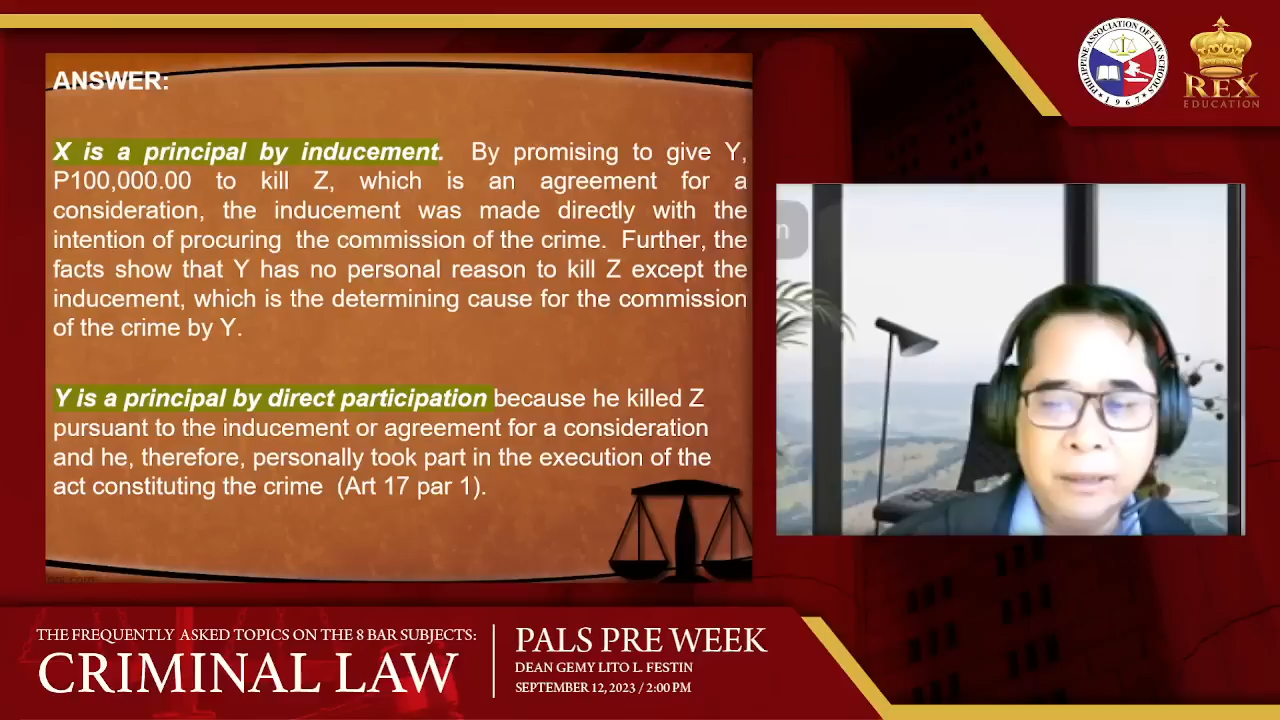 ANSWER:
X is a principal by inducement. By promising to give Y,
P100,000.00 to kill Z, which is an agreement for a
consideration, the inducement was made directly with the
intention of procuring the commission of the crime. Further, the
facts show that Y has no personal reason to kill Z except the
inducement, which is the determining cause for the commission
of the crime by Y.
Y is a principal by direct participation because he killed Z
pursuant to the inducement or agreement for a consideration
and he, therefore, personally took part in the execution of the
act constituting the crime (Art 17 par 1).
PHILIPPINE ASSOCIATION OF LAW SCHOOLS
• 1967 •
REX
EDUCATION
n
THE FREQUENTLY ASKED TOPICS ON THE 8 BAR SUBJECTS:
CRIMINAL LAW
PALS PRE WEEK
DEAN GEMY LITO L. FESTIN
SEPTEMBER 12, 2023 / 2:00 PM